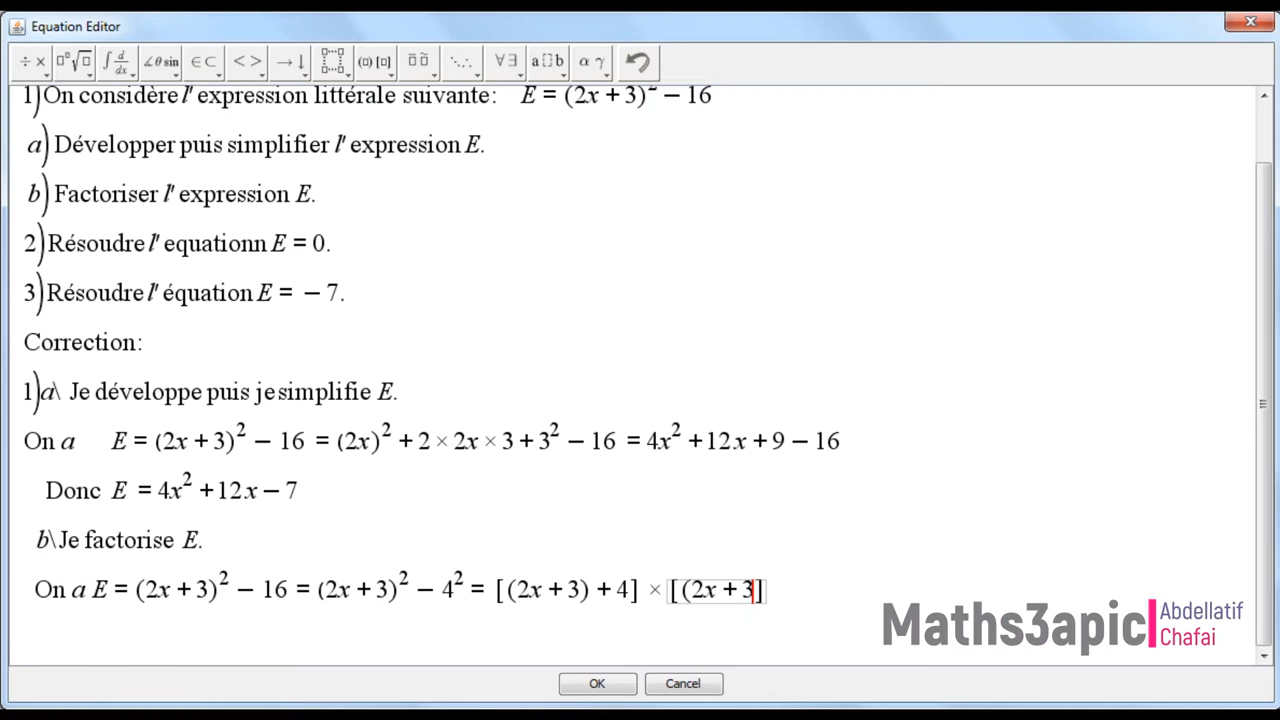 Equation Editor
÷ × √ ∫ d/dx ∠θ sin ∈ ⊂ < > → ↓ (▫) [▫] ∀∃ a b α γ
1)On considère l' expression littérale suivante: E = (2x + 3)² − 16
a) Développer puis simplifier l' expression E.
b) Factoriser l' expression E.
2) Résoudre l' equationn E = 0.
3) Résoudre l' équation E = − 7.
Correction:
1)a\ Je développe puis je simplifie E.
On a E = (2x + 3)² − 16 = (2x)² + 2 × 2x × 3 + 3² − 16 = 4x² + 12x + 9 − 16
Donc E = 4x² + 12x − 7
b\ Je factorise E.
On a E = (2x + 3)² − 16 = (2x + 3)² − 4² = [(2x + 3) + 4] × [(2x + 3]
Maths3apic
Abdellatif
Chafai
OK Cancel